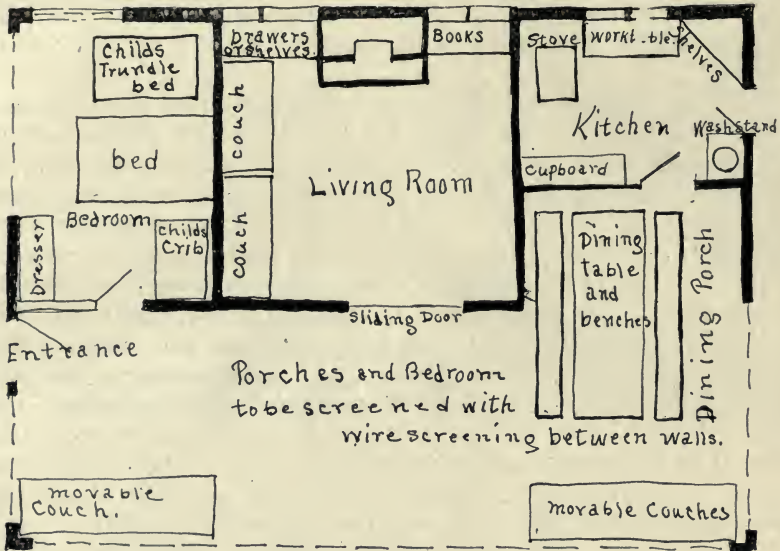 Childs
Trundle
bed
bed
Bedroom
Dresser
Childs
Crib
Entrance
Drawers
or shelves.
Books
couch
couch
Living Room
Sliding Door
Stove
Shelves
Kitchen
Washstand
cupboard
Dining
table
and
benches
Dining Porch
Porches and Bedroom
to be screened with
wire screening between walls.
movable
Couch.
movable Couches